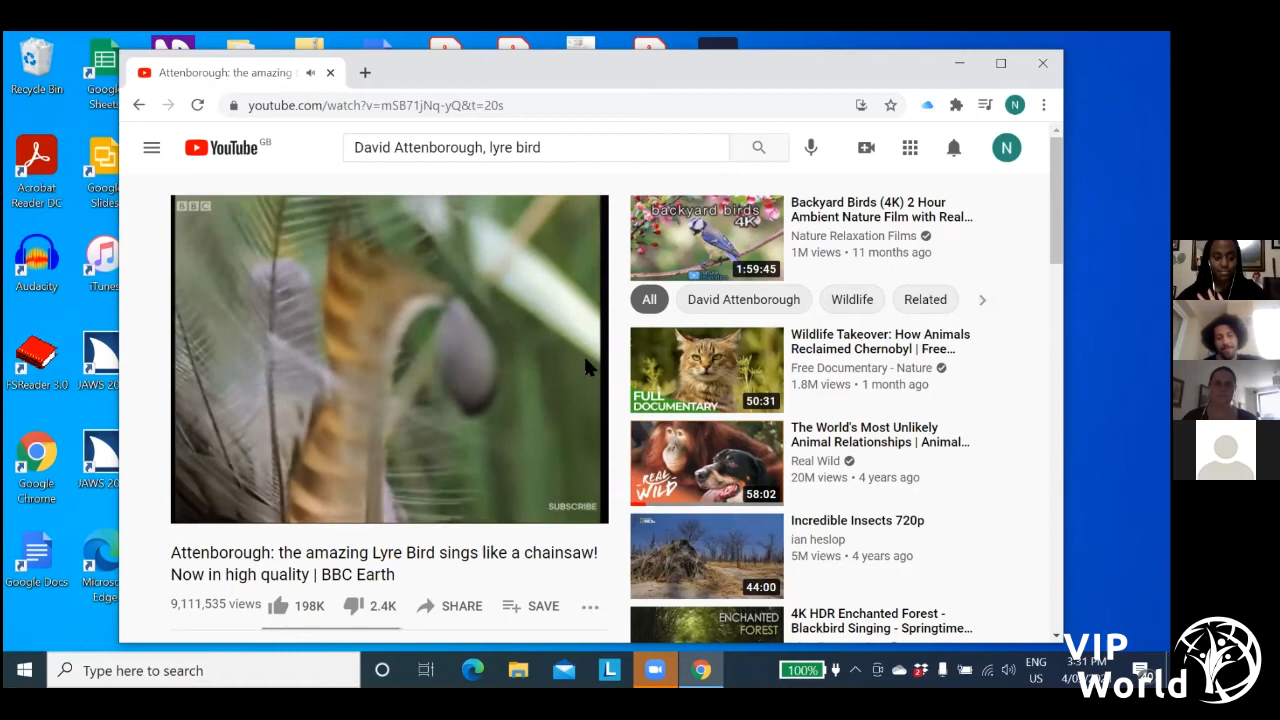 Attenborough: the amazing
youtube.com/watch?v=mSB71jNq-yQ&t=20s
N
YouTube GB
David Attenborough, lyre bird
N
BBC
SUBSCRIBE
Attenborough: the amazing Lyre Bird sings like a chainsaw!
Now in high quality | BBC Earth
9,111,535 views
198K
2.4K
SHARE
SAVE
backyard birds
4K
1:59:45
Backyard Birds (4K) 2 Hour
Ambient Nature Film with Real...
Nature Relaxation Films
1M views • 11 months ago
All
David Attenborough
Wildlife
Related
FULL
DOCUMENTARY
50:31
Wildlife Takeover: How Animals
Reclaimed Chernobyl | Free...
Free Documentary - Nature
1.8M views • 1 month ago
REAL
WILD
58:02
The World's Most Unlikely
Animal Relationships | Animal...
Real Wild
20M views • 4 years ago
44:00
Incredible Insects 720p
ian heslop
5M views • 4 years ago
ENCHANTED
FOREST
4K HDR Enchanted Forest -
Blackbird Singing - Springtime...
Recycle Bin
Google
Sheets
Acrobat
Reader DC
Google
Slides
Audacity
iTunes
FSReader 3.0
JAWS 20
Google
Chrome
JAWS 20
Google Docs
Microso
Edge
Type here to search
L
100%
ENG
US
3:31 PM
VIP
World